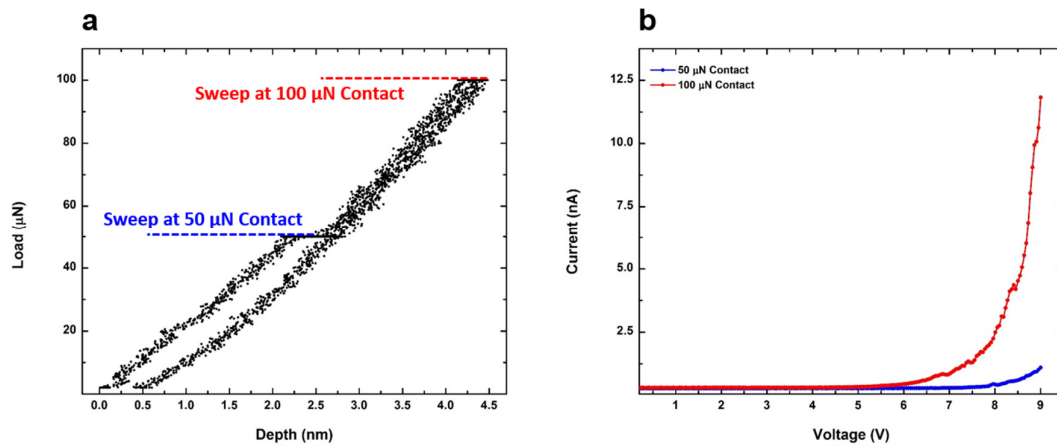 a
100
80
60
40
20
Load (μN)
Sweep at 100 μN Contact
Sweep at 50 μN Contact
0.0 0.5 1.0 1.5 2.0 2.5 3.0 3.5 4.0 4.5
Depth (nm)
b
12.5
10.0
7.5
5.0
2.5
Current (nA)
50 μN Contact
100 μN Contact
1 2 3 4 5 6 7 8 9
Voltage (V)